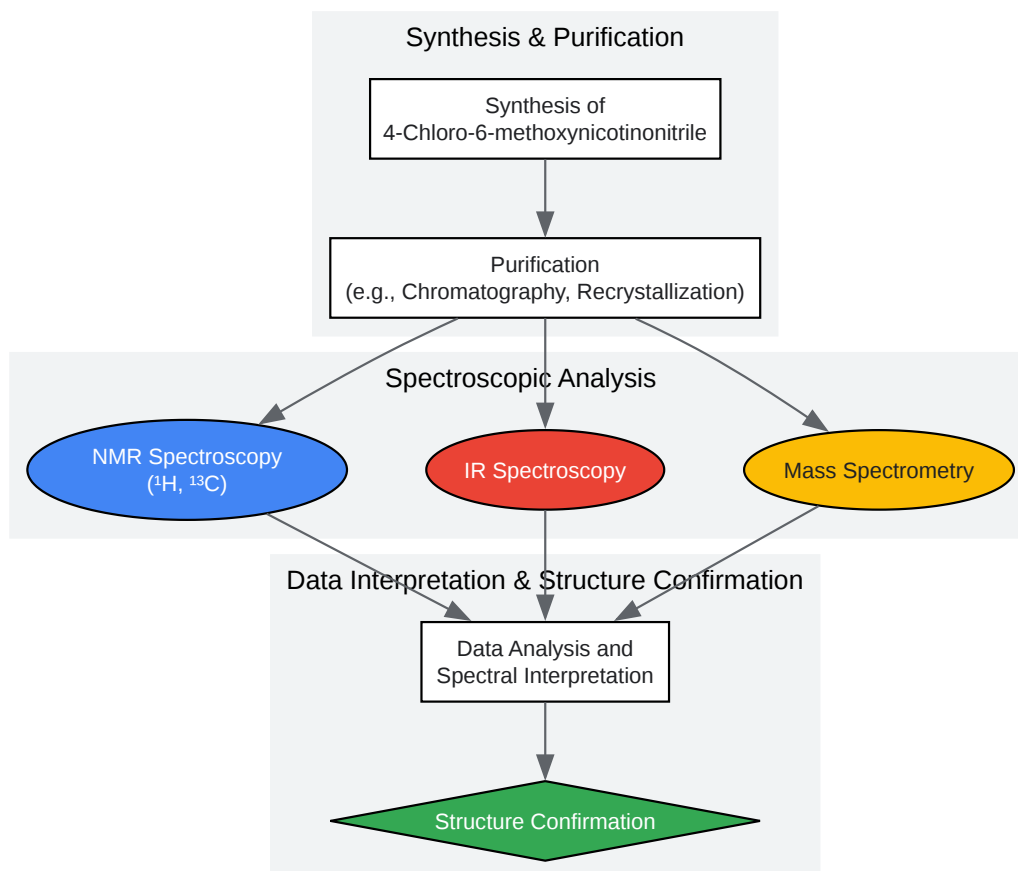 Synthesis & Purification
Synthesis of
4-Chloro-6-methoxynicotinonitrile
Purification
(e.g., Chromatography, Recrystallization)
Spectroscopic Analysis
NMR Spectroscopy
(¹H, ¹³C)
IR Spectroscopy
Mass Spectrometry
Data Interpretation & Structure Confirmation
Data Analysis and
Spectral Interpretation
Structure Confirmation